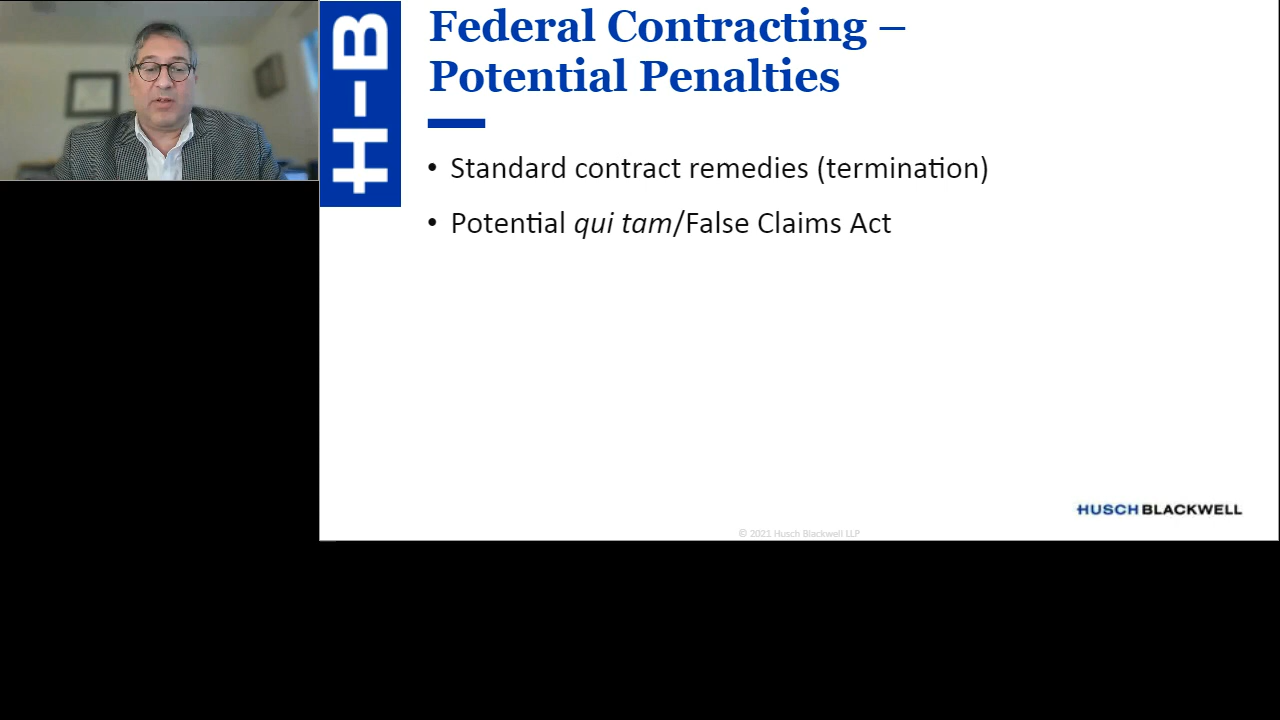 H-B
Federal Contracting –
Potential Penalties
• Standard contract remedies (termination)
• Potential qui tam/False Claims Act
HUSCH BLACKWELL
© 2021 Husch Blackwell LLP